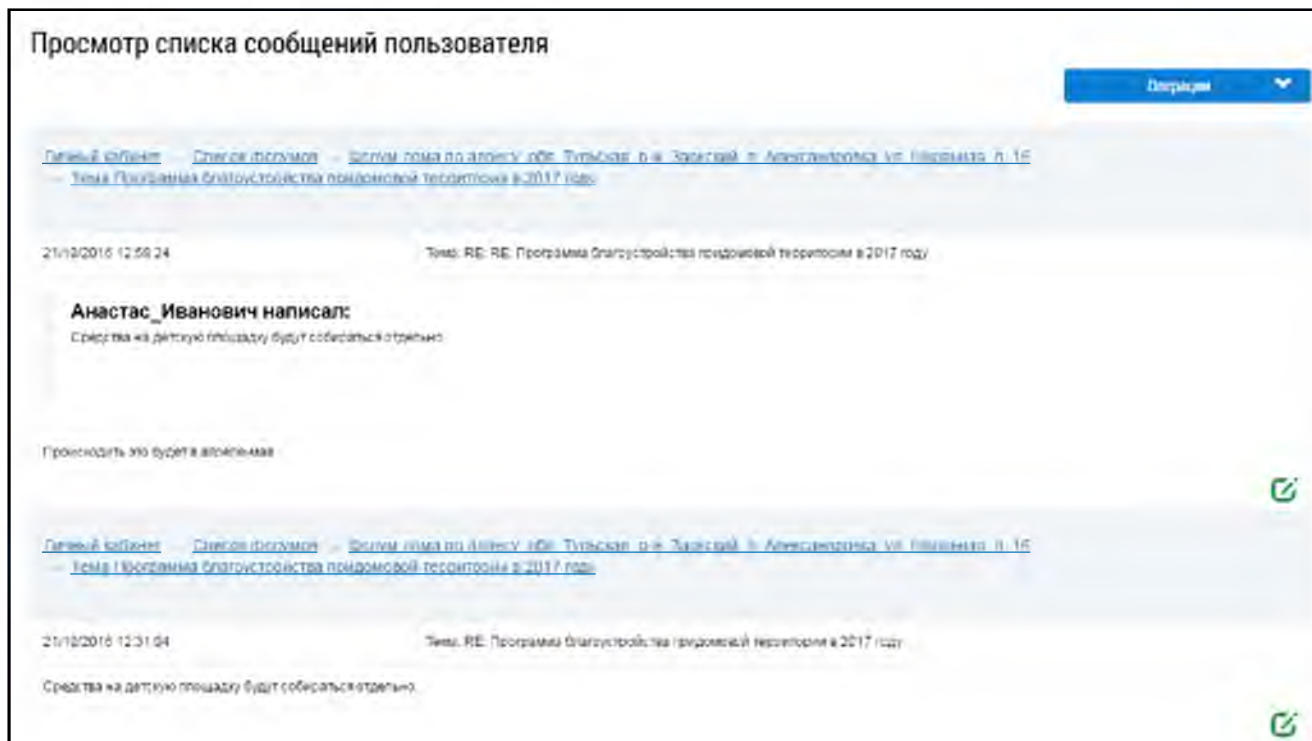 Просмотр списка сообщений пользователя
Операции
Личный кабинет → Список форумов → Форум дома по адресу обл. Тульская, р-н. Заокский, п. Александровка, ул. д. 16
→ Тема Программа благоустройства придомовой территории в 2017 году
21/10/2016 12:58:24 Тема: RE: RE: Программа благоустройства придомовой территории в 2017 году
Анастас_Иванович написал:
Средства на детскую площадку будут собираться отдельно.
Происходить это будет в апреле-мае
Личный кабинет → Список форумов → Форум дома по адресу обл. Тульская, р-н. Заокский, п. Александровка, ул. д. 16
→ Тема Программа благоустройства придомовой территории в 2017 году
21/10/2016 12:31:04 Тема: RE: Программа благоустройства придомовой территории в 2017 году
Средства на детскую площадку будут собираться отдельно.